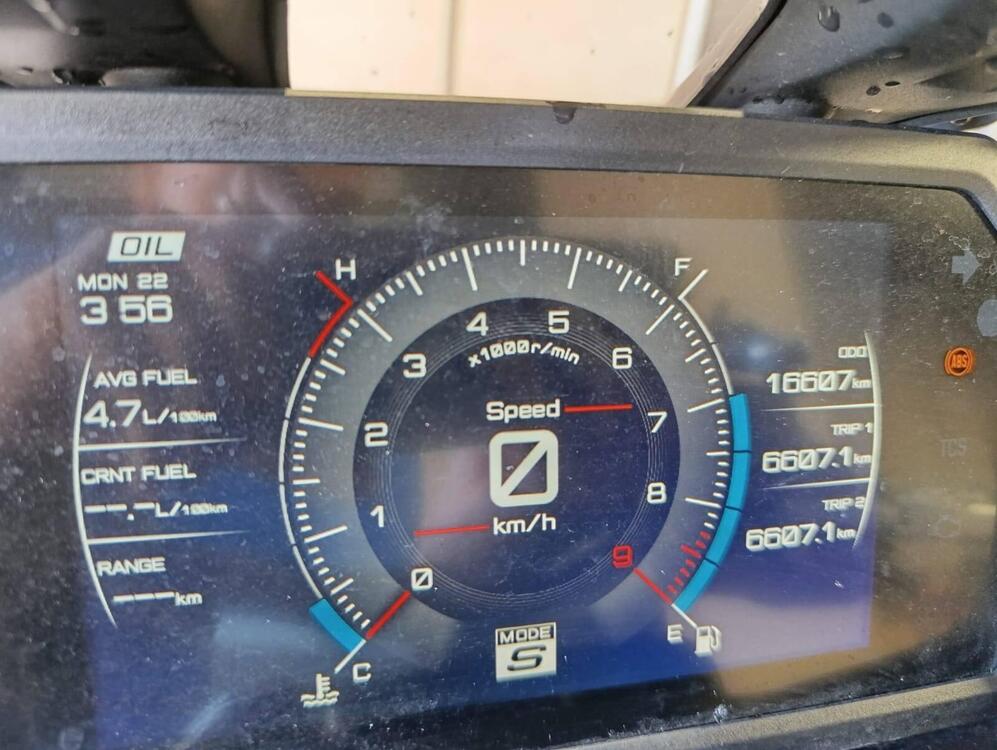 OIL
MON 22
3 56
AVG FUEL
4.7L/100km
CRNT FUEL
--.-L/100km
RANGE
---km
H
C
0
1
2
3
4
5
6
7
8
9
x1000r/min
Speed
0
km/h
MODE
S
F
E
ODO
16607km
TRIP 1
6607.1km
TRIP 2
6607.1km
ABS
TCS